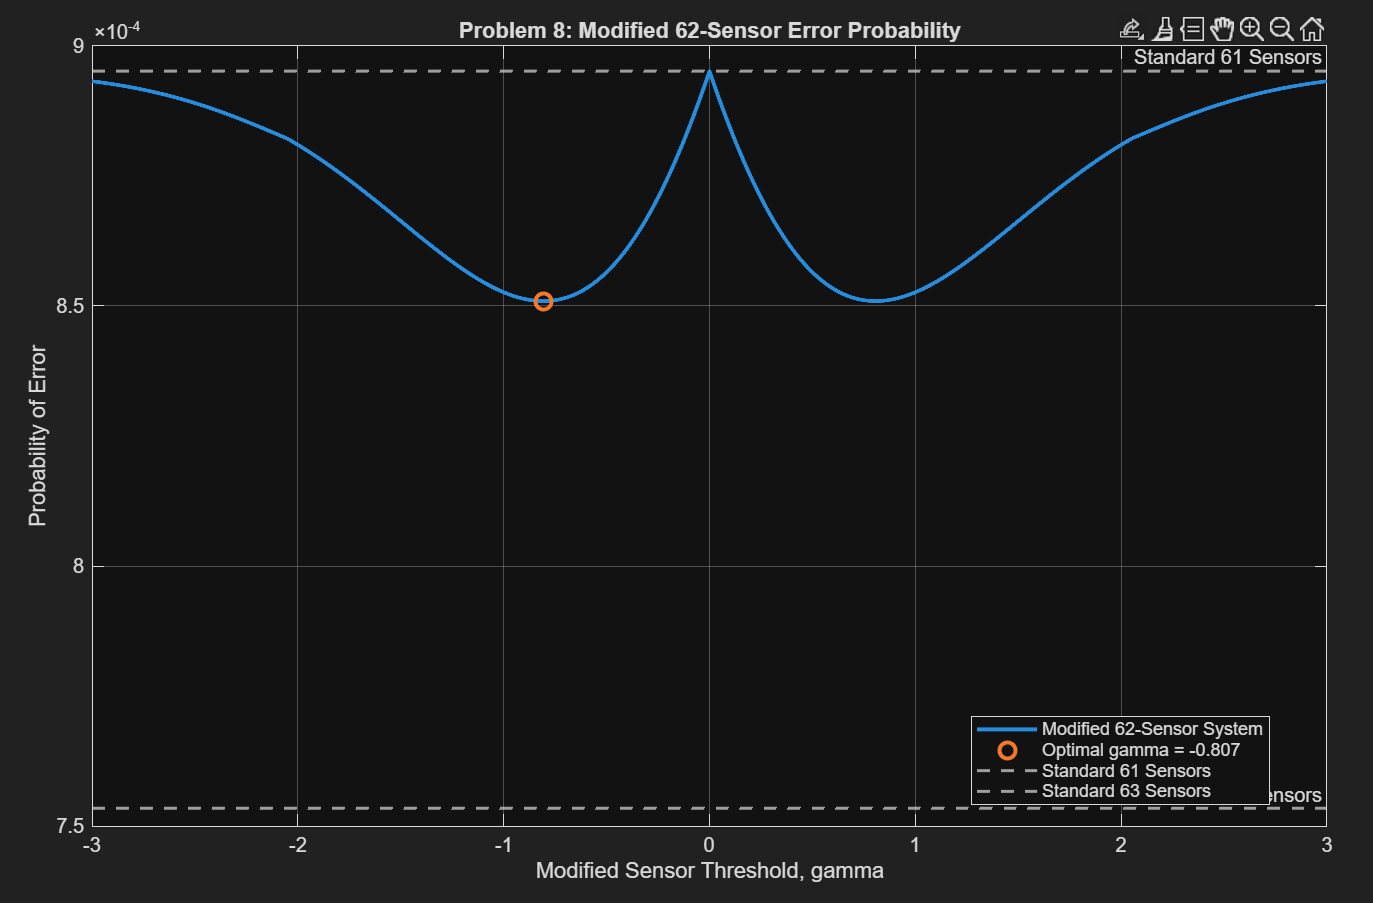 ×10-4
Problem 8: Modified 62-Sensor Error Probability
Standard 61 Sensors
9
8.5
8
7.5
Probability of Error
Modified 62-Sensor System
Optimal gamma = -0.807
Standard 61 Sensors
Standard 63 Sensors
-3
-2
-1
0
1
2
3
Modified Sensor Threshold, gamma